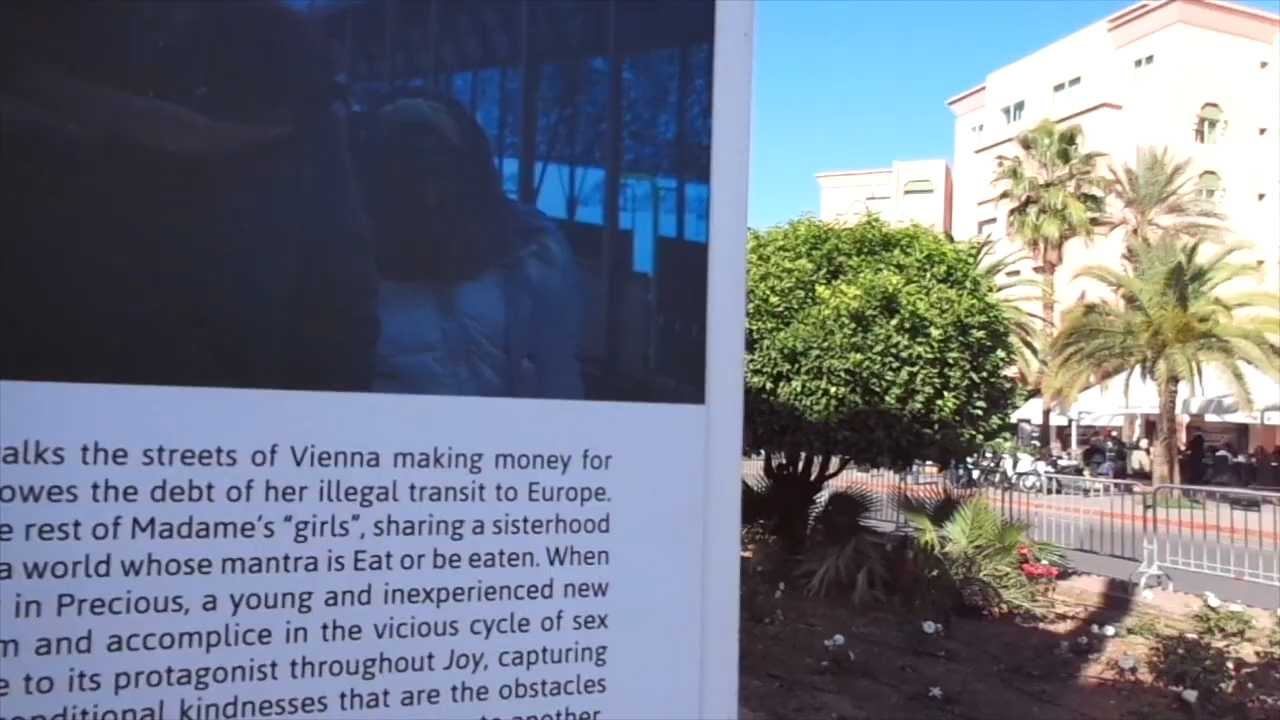 alks the streets of Vienna making money for
owes the debt of her illegal transit to Europe.
e rest of Madame's “girls”, sharing a sisterhood
a world whose mantra is Eat or be eaten. When
in Precious, a young and inexperienced new
m and accomplice in the vicious cycle of sex
e to its protagonist throughout Joy, capturing
onditional kindnesses that are the obstacles
to another.